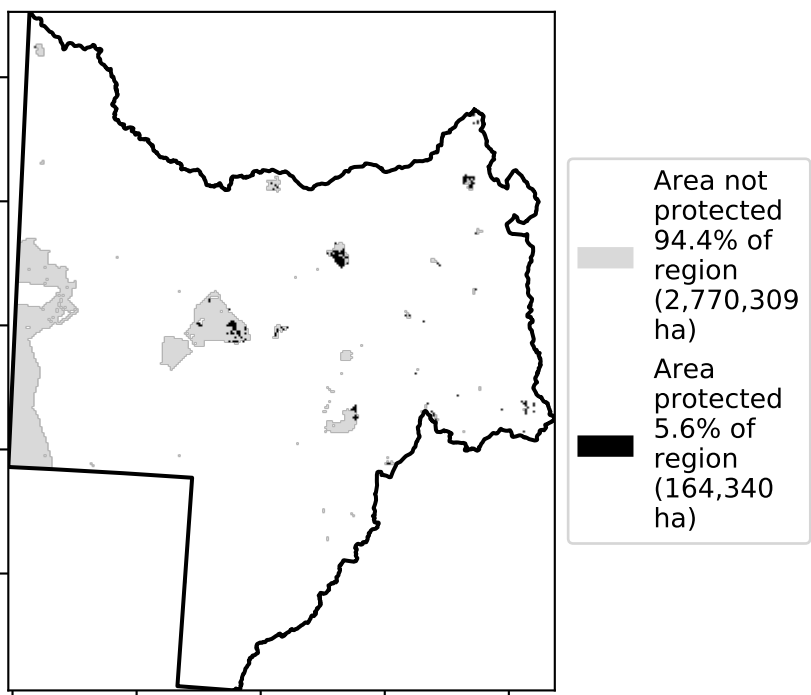 Area not
protected
94.4% of
region
(2,770,309
ha)
Area
protected
5.6% of
region
(164,340
ha)